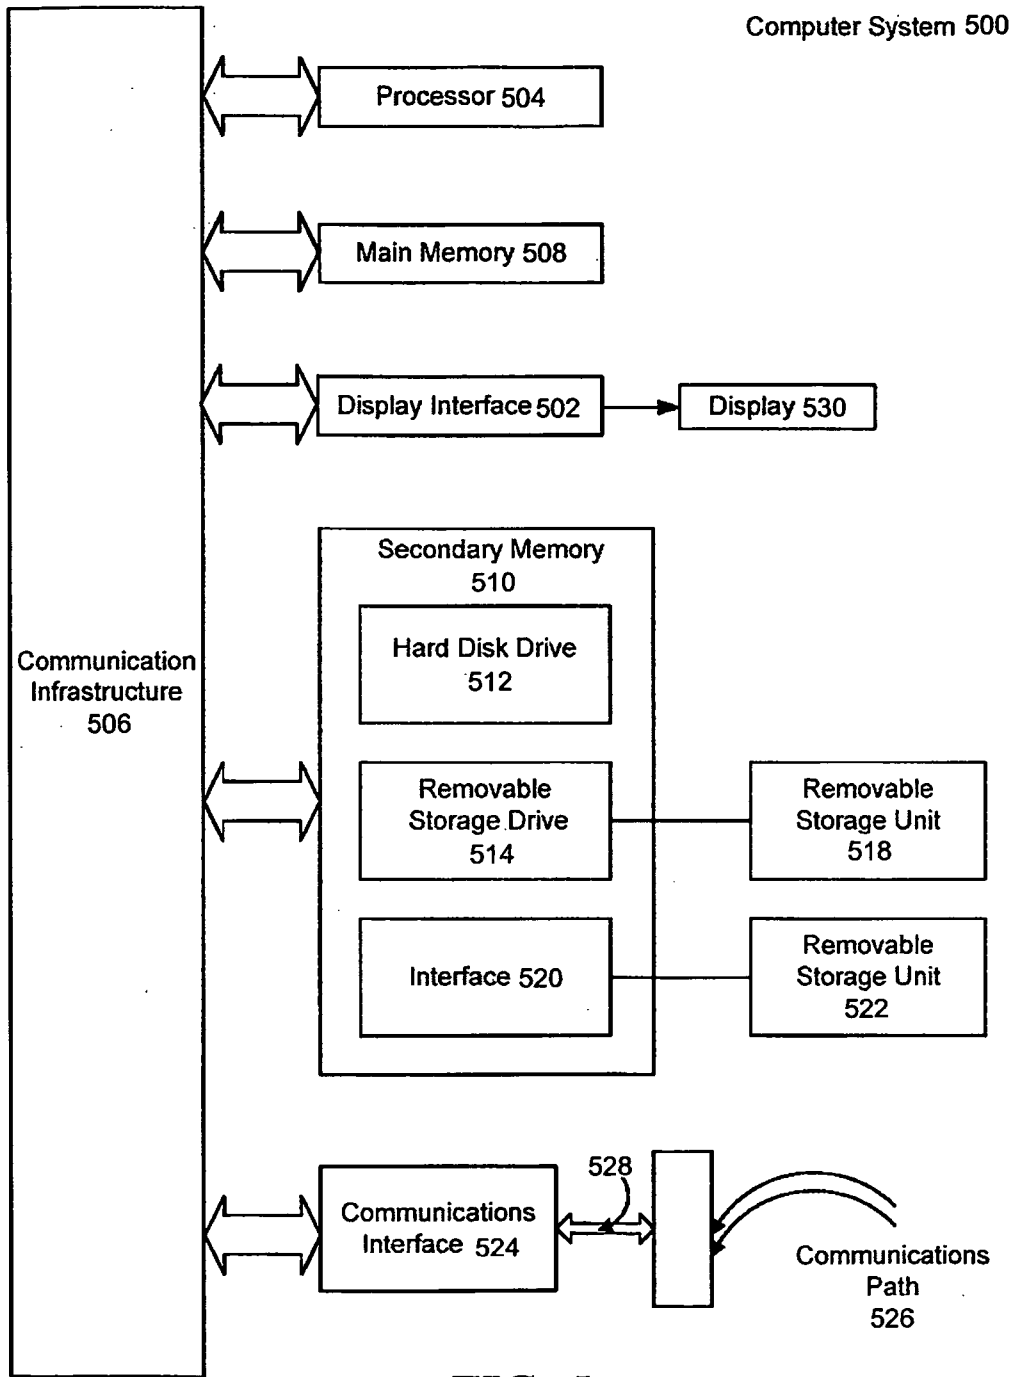 Computer System 500
Processor 504
Main Memory 508
Display Interface 502
Display 530
Secondary Memory
510
Hard Disk Drive
512
Communication
Infrastructure
506
Removable
Storage Drive
514
Removable
Storage Unit
518
Interface 520
Removable
Storage Unit
522
528
Communications
Interface 524
Communications
Path
526